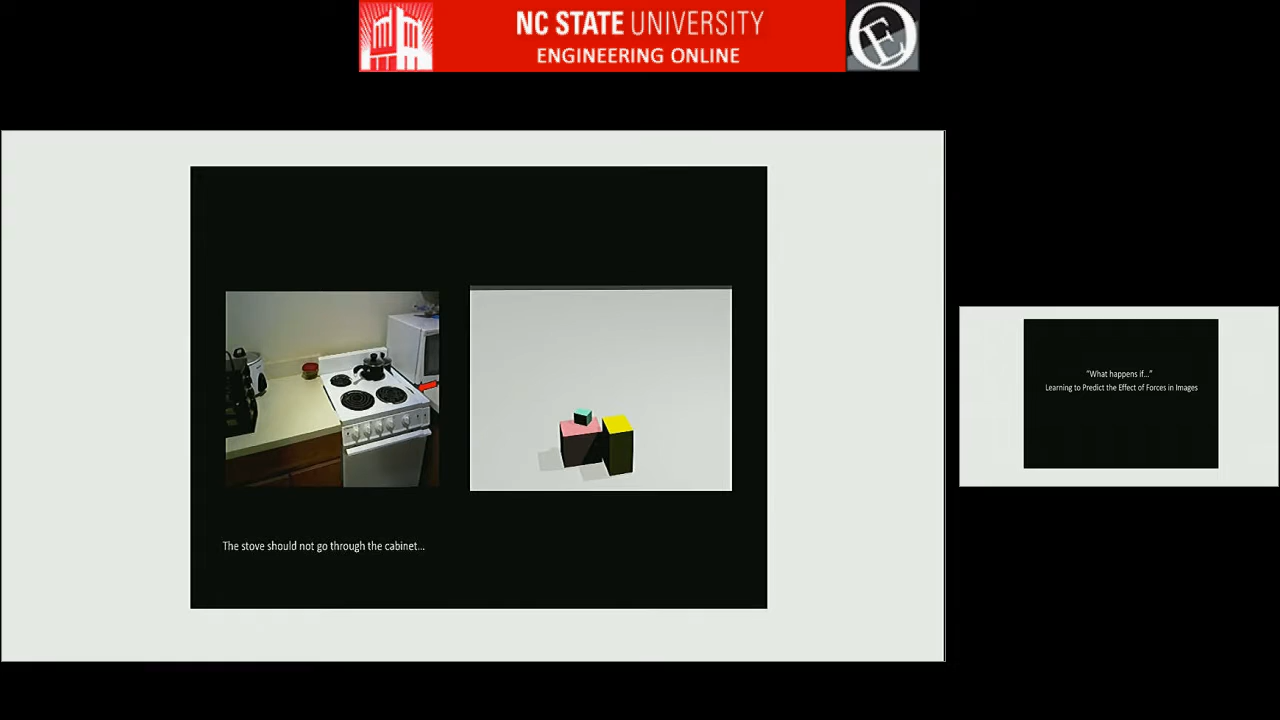 NC STATE UNIVERSITY
ENGINEERING ONLINE
The stove should not go through the cabinet...
"What happens if..."
Learning to Predict the Effect of Forces in Images